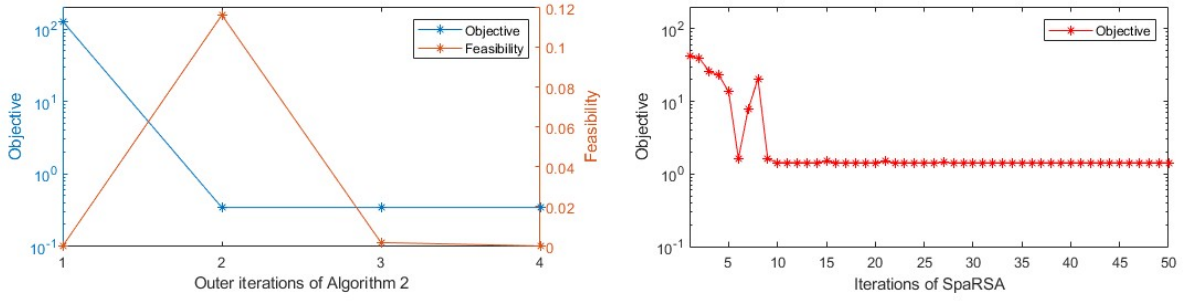 Objective
10^2
10^1
10^0
10^-1
Objective
Feasibility
0.12
0.1
0.08
0.06
0.04
0.02
0
Feasibility
1 2 3 4
Outer iterations of Algorithm 2
Objective
10^2
10^1
10^0
10^-1
Objective
5 10 15 20 25 30 35 40 45 50
Iterations of SpaRSA